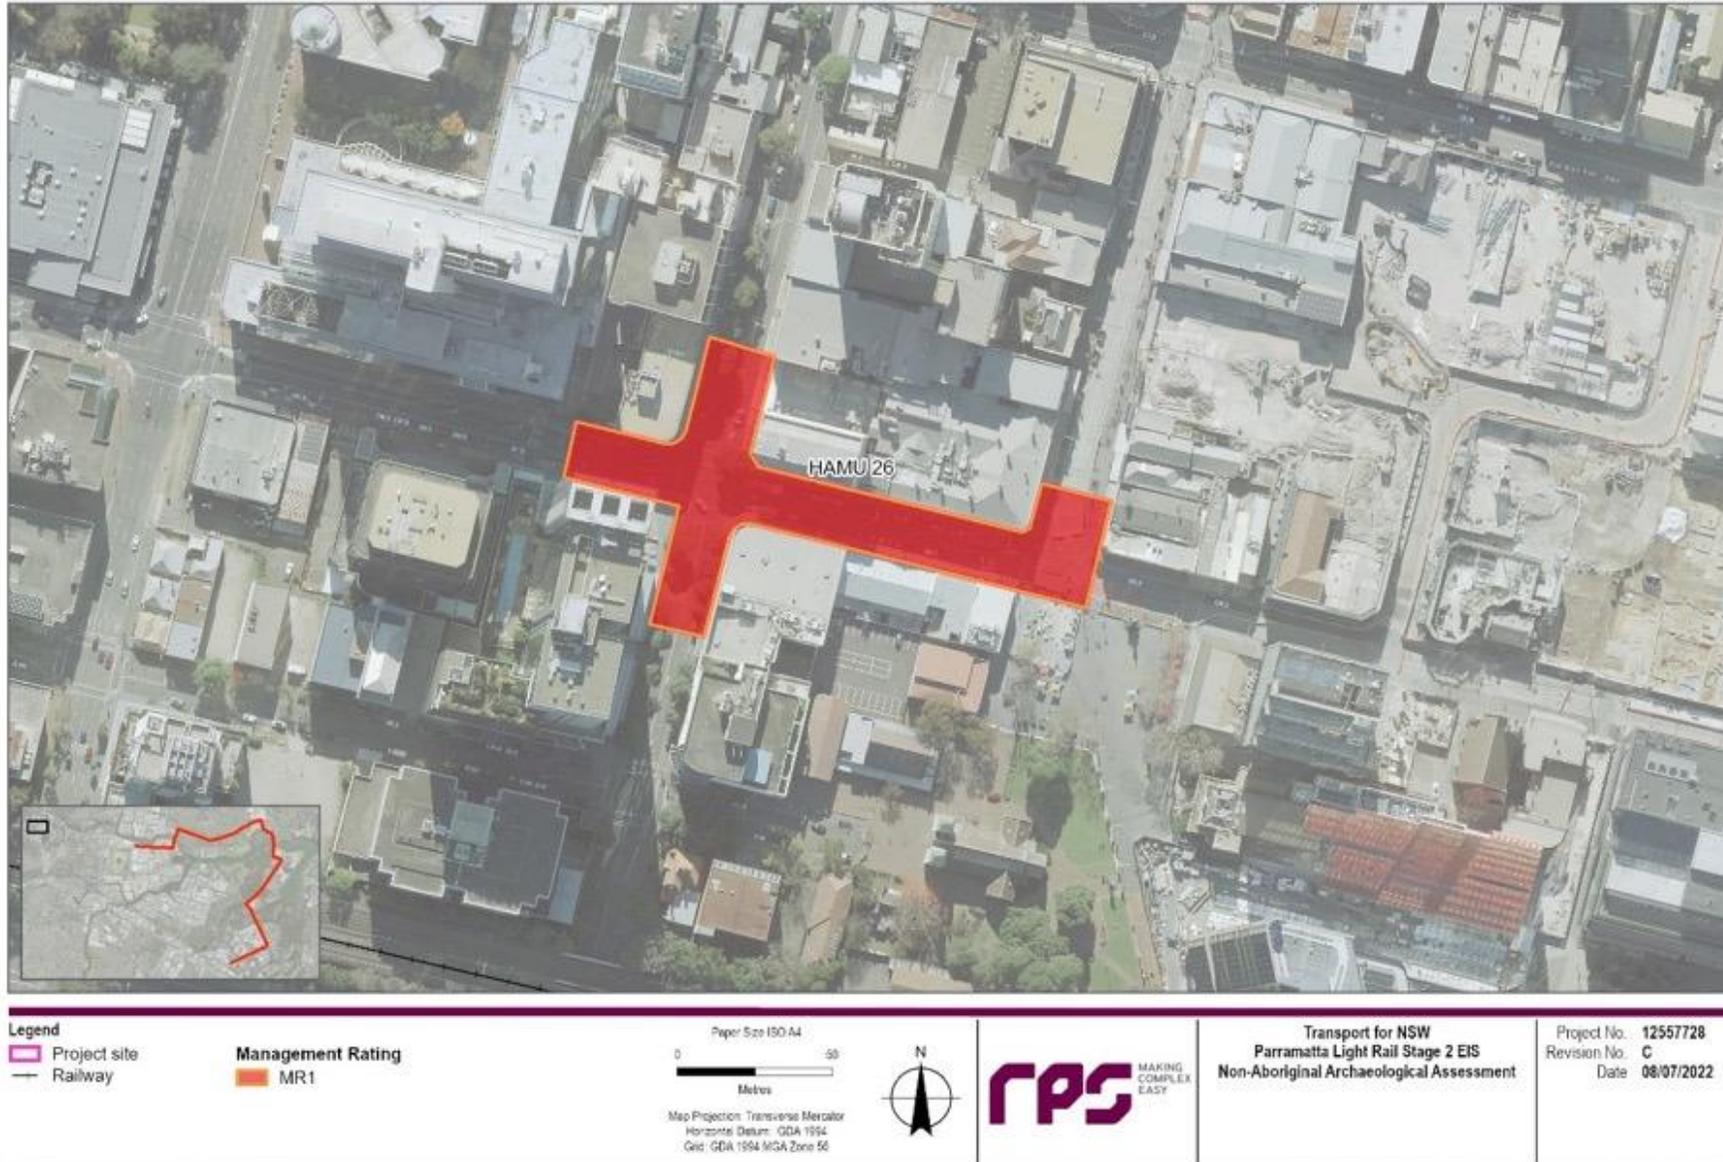 HAMU 26
Legend
Project site
Railway
Management Rating
MR1
Paper Size ISO A4
0 50
Metres
Map Projection: Transverse Mercator
Horizontal Datum: GDA 1994
Grid: GDA 1994 MGA Zone 56
N
rps
MAKING
COMPLEX
EASY
Transport for NSW
Parramatta Light Rail Stage 2 EIS
Non-Aboriginal Archaeological Assessment
Project No. 12557728
Revision No. C
Date 08/07/2022